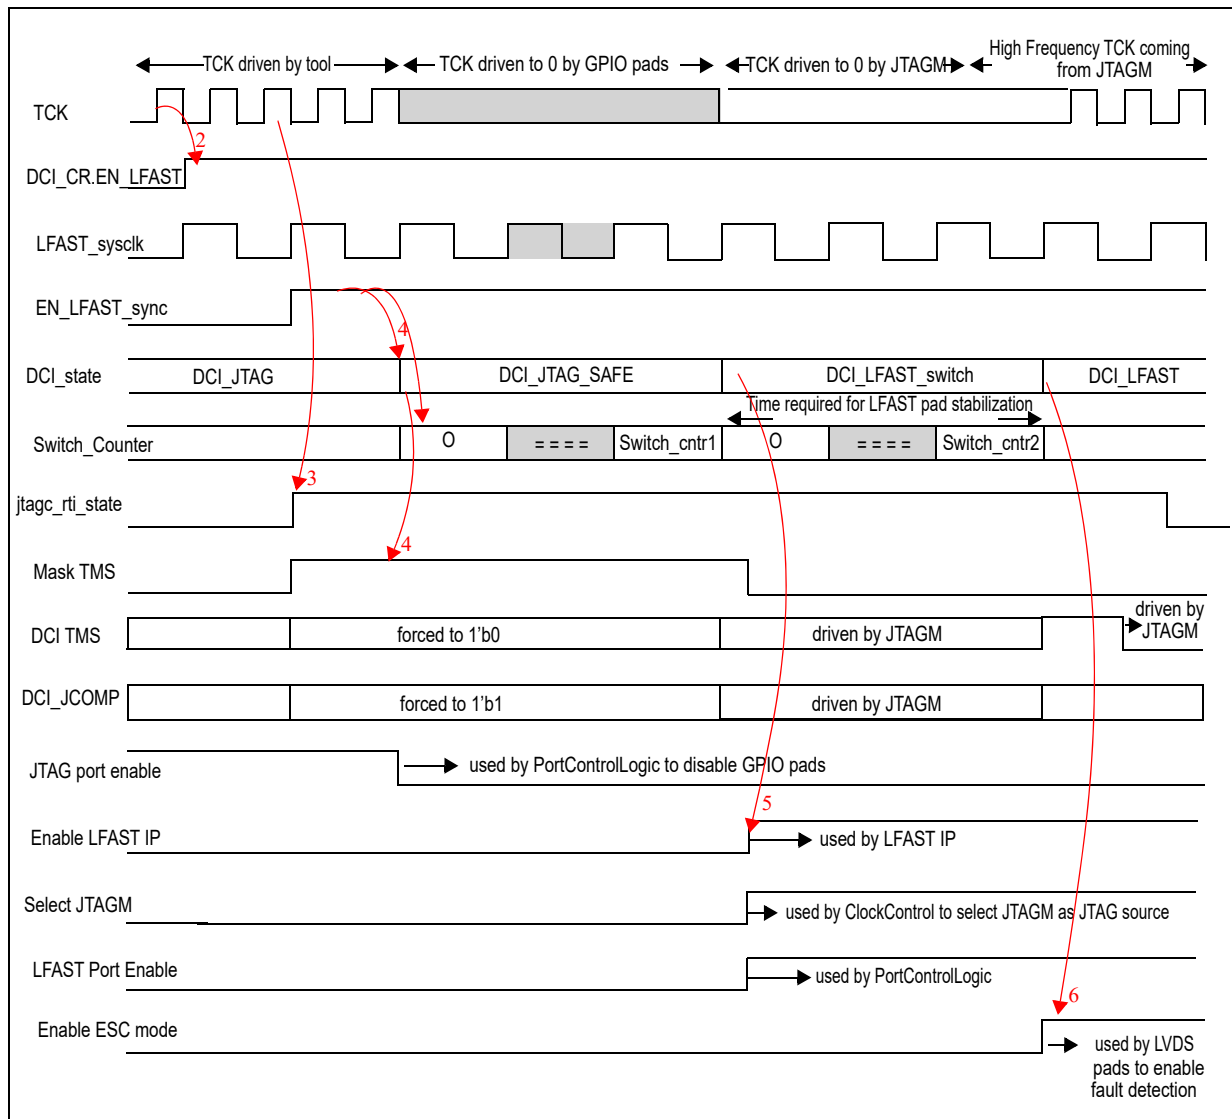 TCK driven by tool
TCK driven to 0 by GPIO pads
TCK driven to 0 by JTAGM
High Frequency TCK coming
from JTAGM
TCK
2
DCI_CR.EN_LFAST
LFAST_sysclk
EN_LFAST_sync
4
DCI_state
DCI_JTAG
DCI_JTAG_SAFE
DCI_LFAST_switch
DCI_LFAST
Time required for LFAST pad stabilization
Switch_Counter
O
= = = =
Switch_cntr1
O
= = = =
Switch_cntr2
3
jtagc_rti_state
4
Mask TMS
driven by
JTAGM
DCI TMS
forced to 1'b0
driven by JTAGM
DCI_JCOMP
forced to 1'b1
driven by JTAGM
JTAG port enable
used by PortControlLogic to disable GPIO pads
5
Enable LFAST IP
used by LFAST IP
Select JTAGM
used by ClockControl to select JTAGM as JTAG source
LFAST Port Enable
used by PortControlLogic
6
Enable ESC mode
used by LVDS
pads to enable
fault detection